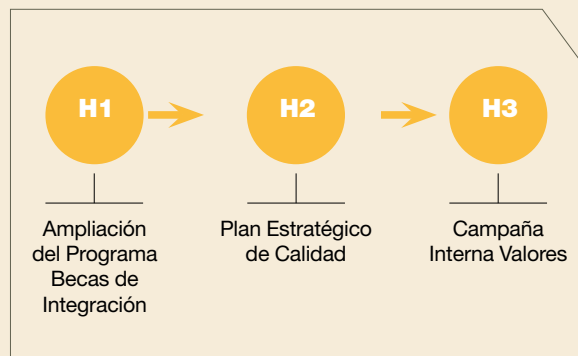 H1
H2
H3
Ampliación
del Programa
Becas de
Integración
Plan Estratégico
de Calidad
Campaña
Interna Valores